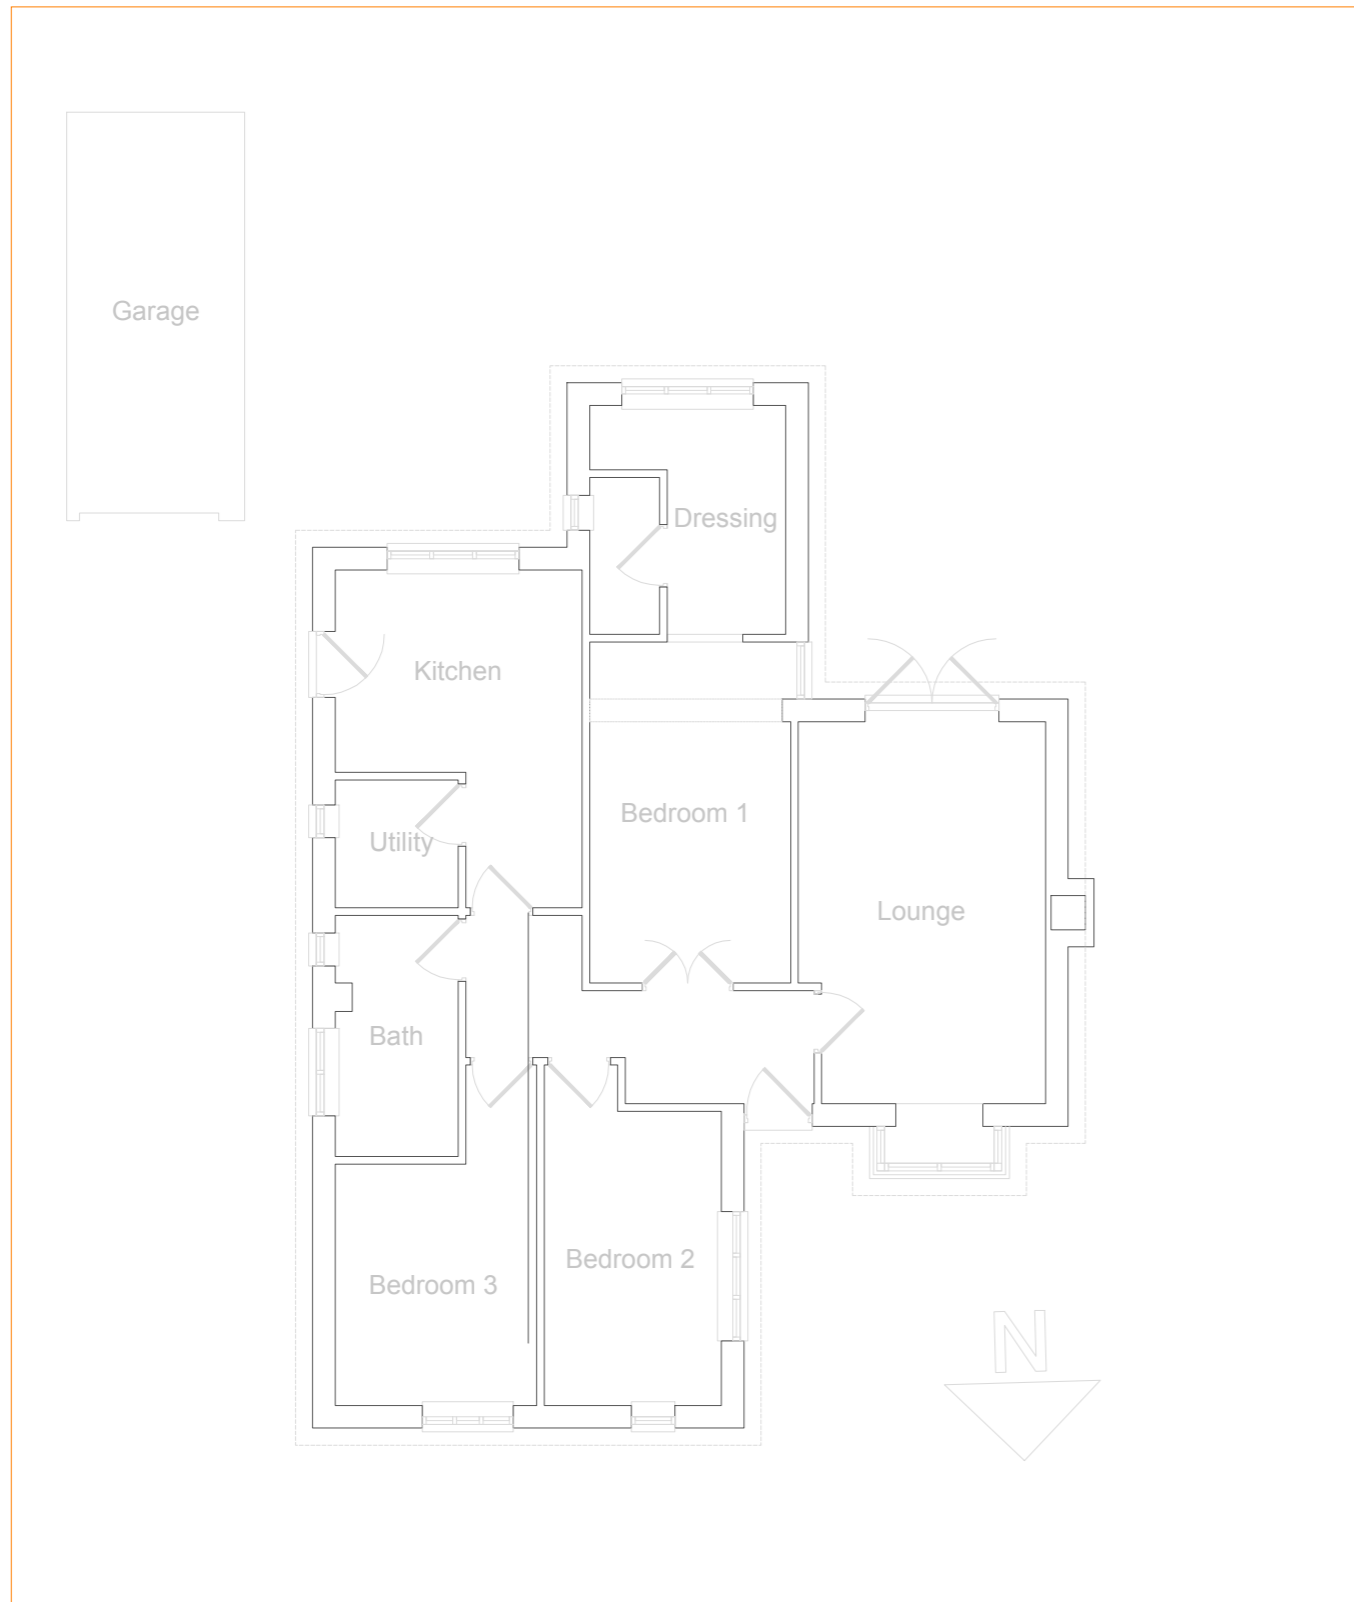 Garage
Dressing
Kitchen
Bedroom 1
Utility
Lounge
Bath
Bedroom 2
Bedroom 3
N